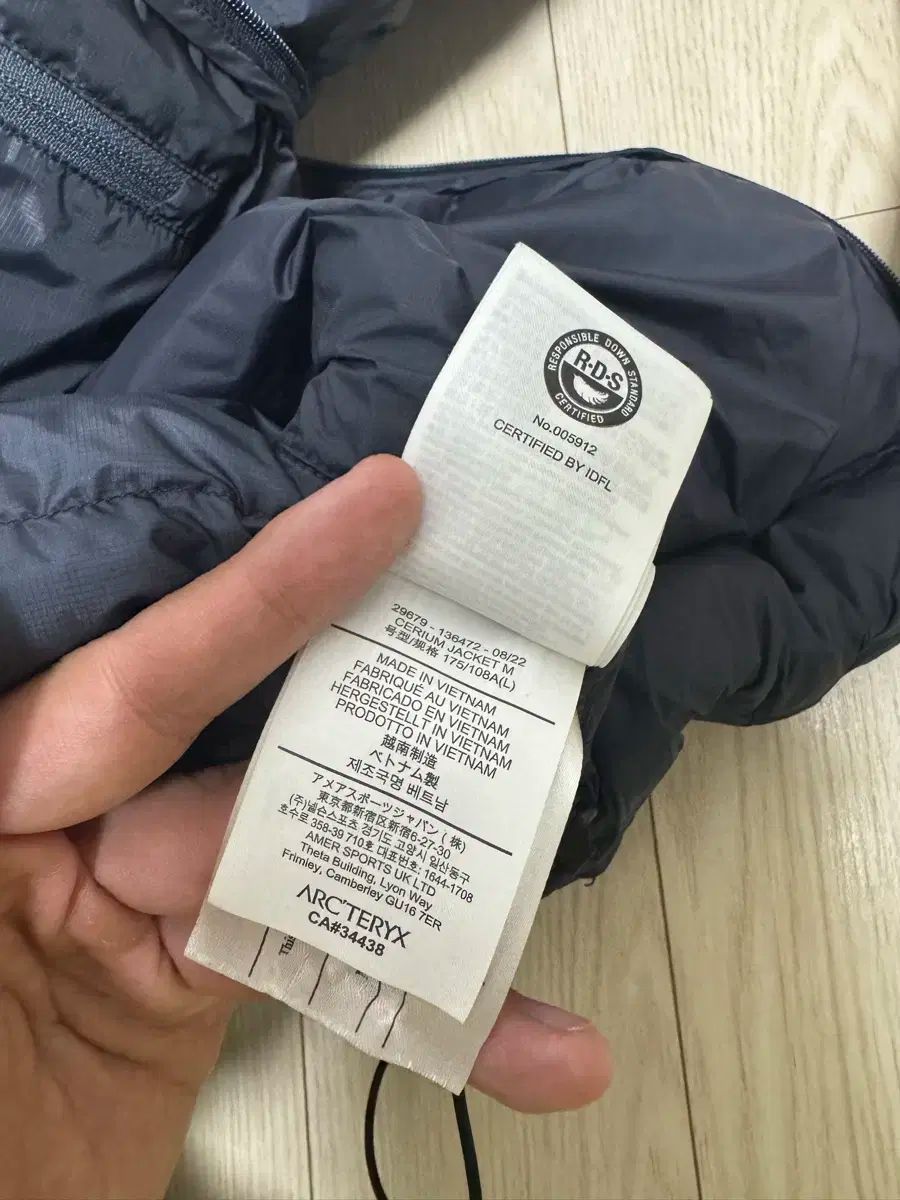 RESPONSIBLE DOWN STANDARD
R·D·S
CERTIFIED
No.005912
CERTIFIED BY IDFL
29679 - 136472 - 08/22
CERIUM JACKET M
号型/规格 175/108A(L)
MADE IN VIETNAM
FABRIQUÉ AU VIETNAM
FABRICADO EN VIETNAM
HERGESTELLT IN VIETNAM
PRODOTTO IN VIETNAM
越南制造
ベトナム製
제조국명 베트남
アメアスポーツジャパン（株）
東京都新宿区新宿6-27-30
(주)넬슨스포츠 경기도 고양시 일산동구
호수로 358-39 710호 대표번호: 1644-1708
AMER SPORTS UK LTD
Theta Building, Lyon Way
Frimley, Camberley GU16 7ER
ARC'TERYX
CA#34438
This